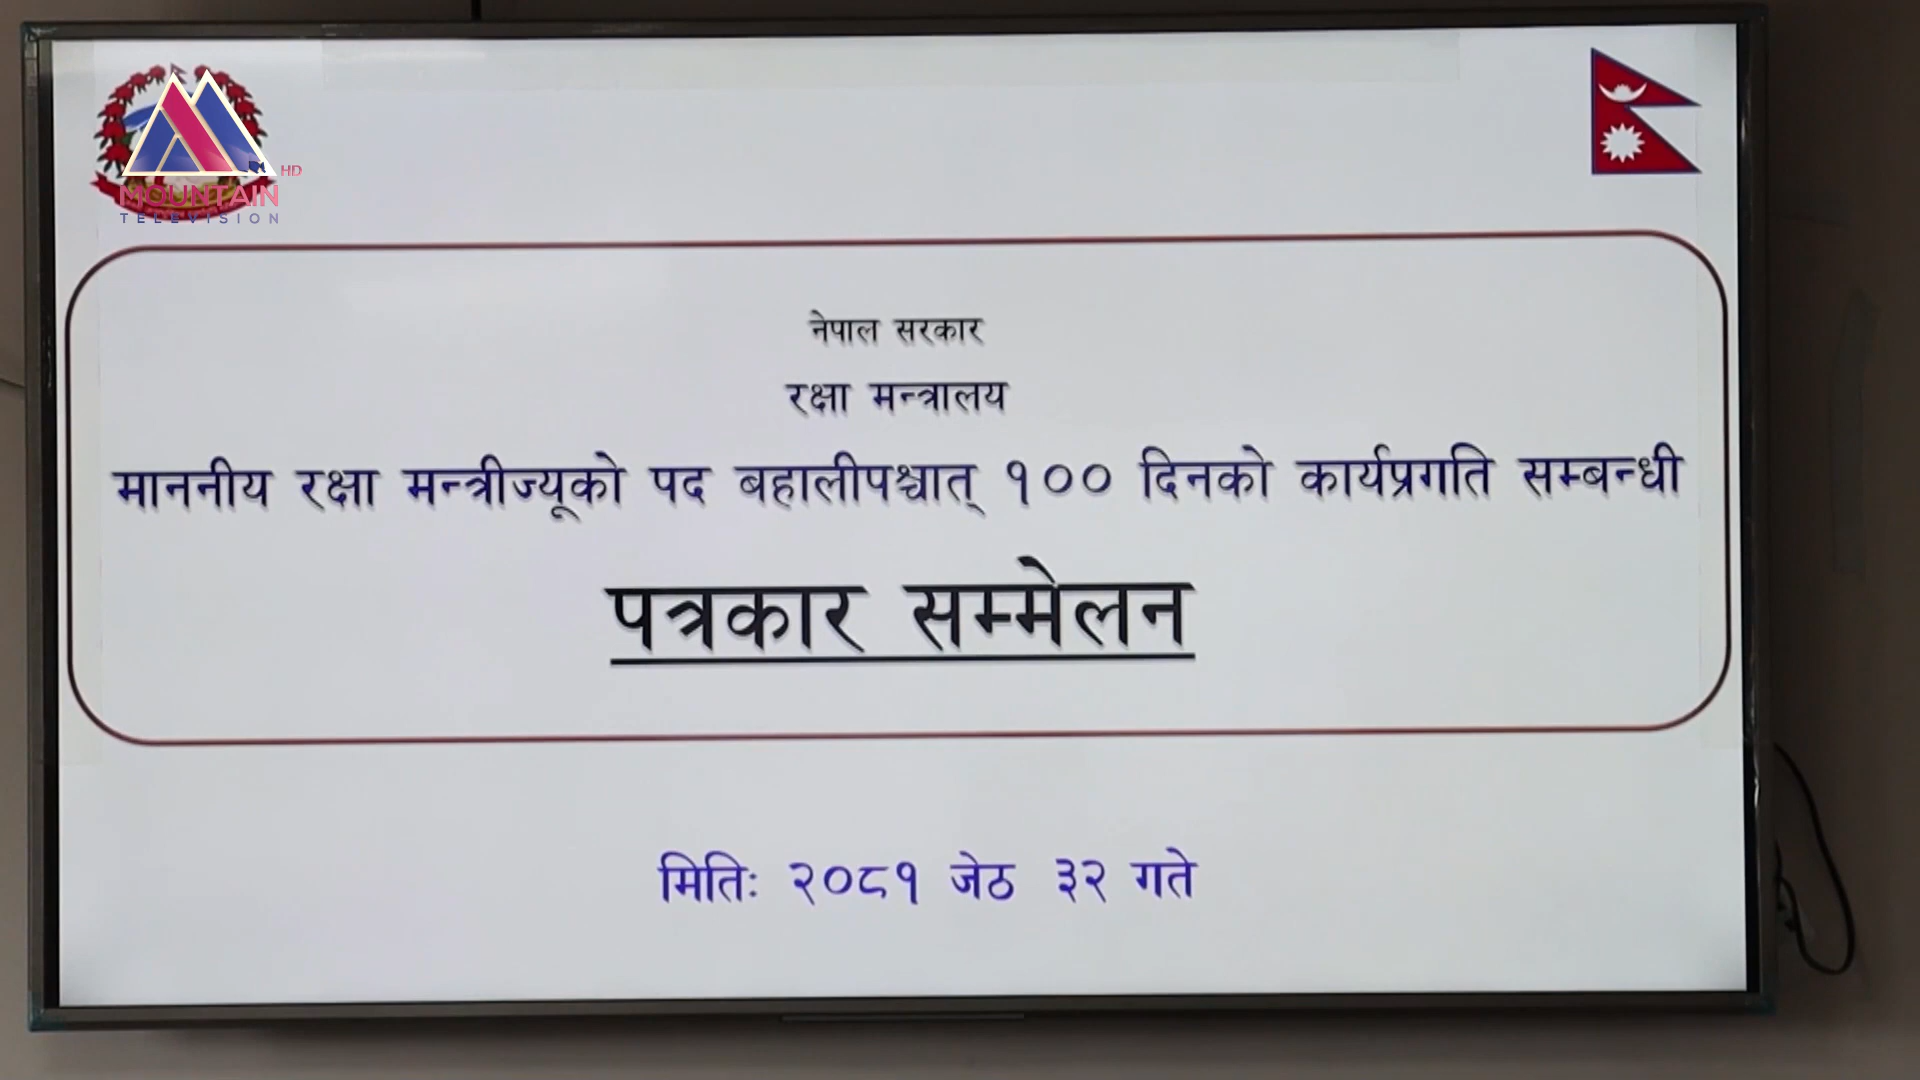 MOUNTAIN HD
TELEVISION
नेपाल सरकार
रक्षा मन्त्रालय
माननीय रक्षा मन्त्रीज्यूको पद बहालीपश्चात् १०० दिनको कार्यप्रगति सम्बन्धी
पत्रकार सम्मेलन
मितिः २०८१ जेठ ३२ गते